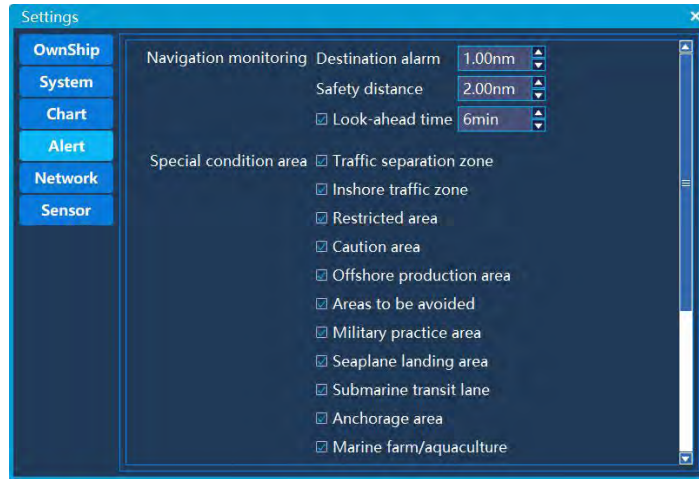 Settings
OwnShip
System
Chart
Alert
Network
Sensor
Navigation monitoring Destination alarm 1.00nm
Safety distance 2.00nm
Look-ahead time 6min
Special condition area Traffic separation zone
Inshore traffic zone
Restricted area
Caution area
Offshore production area
Areas to be avoided
Military practice area
Seaplane landing area
Submarine transit lane
Anchorage area
Marine farm/aquaculture